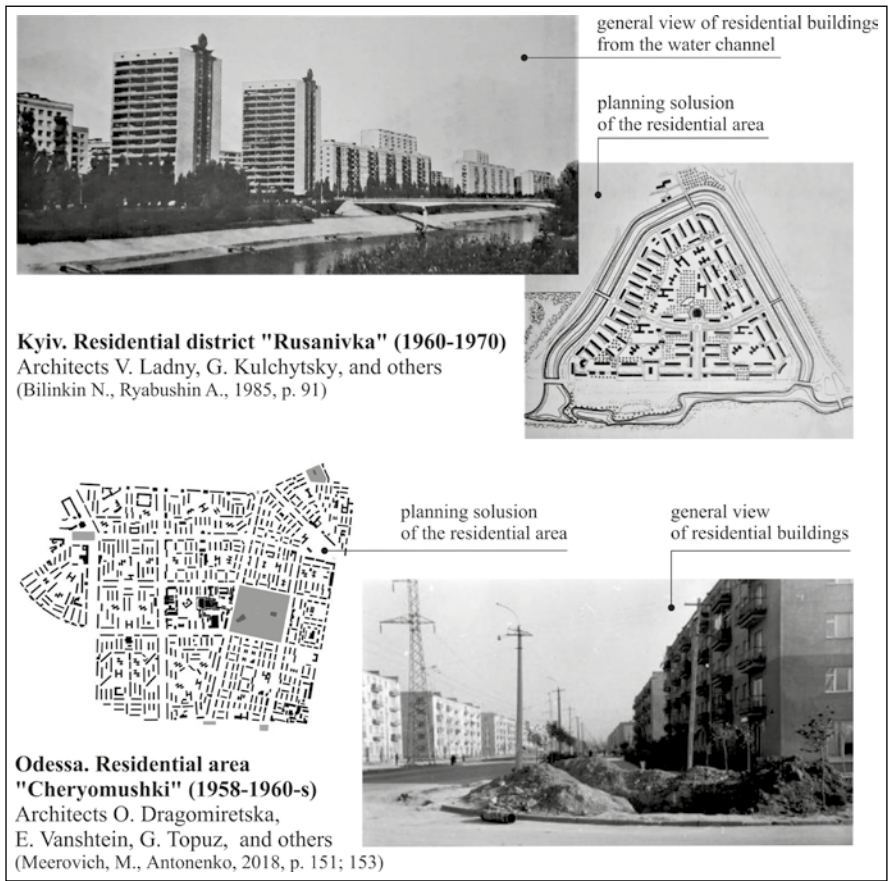 general view of residential buildings
from the water channel
planning solusion
of the residential area
Kyiv. Residential district "Rusanivka" (1960-1970)
Architects V. Ladny, G. Kulchytsky, and others
(Bilinkin N., Ryabushin A., 1985, p. 91)
planning solusion
of the residential area
general view
of residential buildings
Odessa. Residential area
"Cheryomushki" (1958-1960-s)
Architects O. Dragomiretska,
E. Vanshtein, G. Topuz, and others
(Meerovich, M., Antonenko, 2018, p. 151; 153)